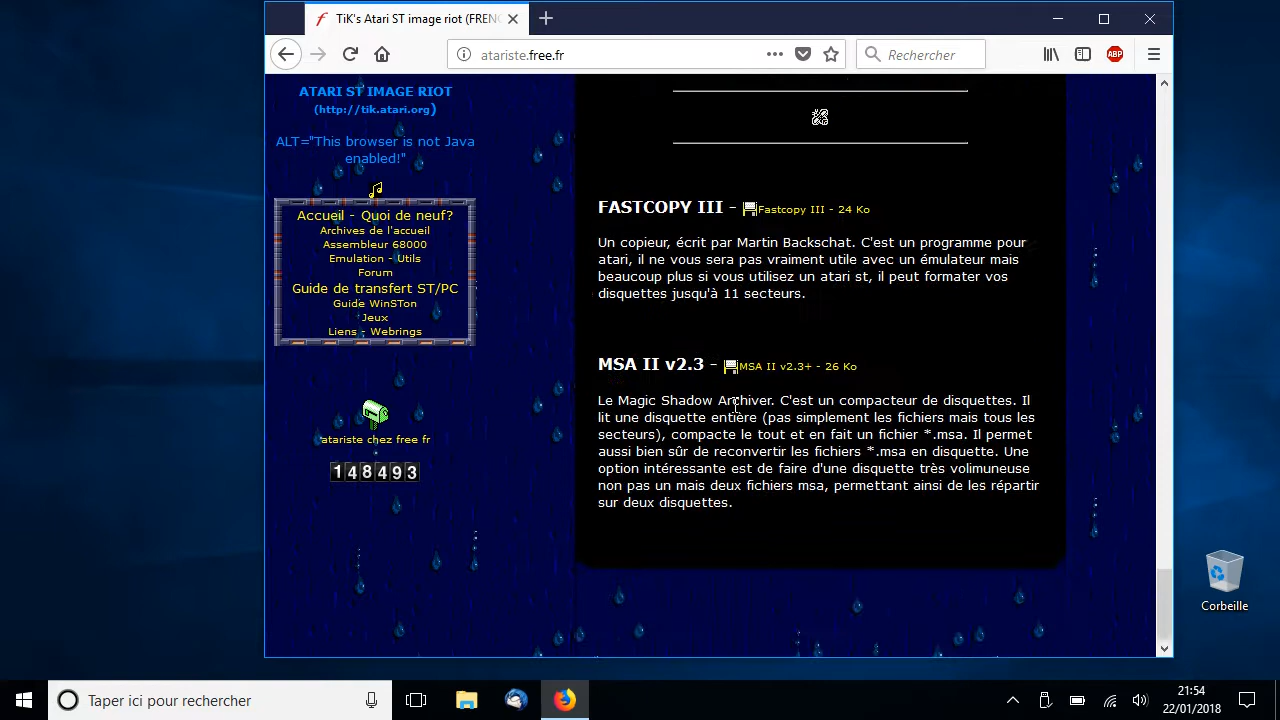 TiK's Atari ST image riot (FRENC
atariste.free.fr
Rechercher
ABP
ATARI ST IMAGE RIOT
(http://tik.atari.org)
ALT="This browser is not Java
enabled!"
Accueil - Quoi de neuf?
Archives de l'accueil
Assembleur 68000
Emulation - Utils
Forum
Guide de transfert ST/PC
Guide WinSTon
Jeux
Liens - Webrings
atariste chez free fr
148493
FASTCOPY III - Fastcopy III - 24 Ko
Un copieur, écrit par Martin Backschat. C'est un programme pour
atari, il ne vous sera pas vraiment utile avec un émulateur mais
beaucoup plus si vous utilisez un atari st, il peut formater vos
disquettes jusqu'à 11 secteurs.
MSA II v2.3 - MSA II v2.3+ - 26 Ko
Le Magic Shadow Archiver. C'est un compacteur de disquettes. Il
lit une disquette entière (pas simplement les fichiers mais tous les
secteurs), compacte le tout et en fait un fichier *.msa. Il permet
aussi bien sûr de reconvertir les fichiers *.msa en disquette. Une
option intéressante est de faire d'une disquette très volimuneuse
non pas un mais deux fichiers msa, permettant ainsi de les répartir
sur deux disquettes.
Corbeille
Taper ici pour rechercher
21:54
22/01/2018